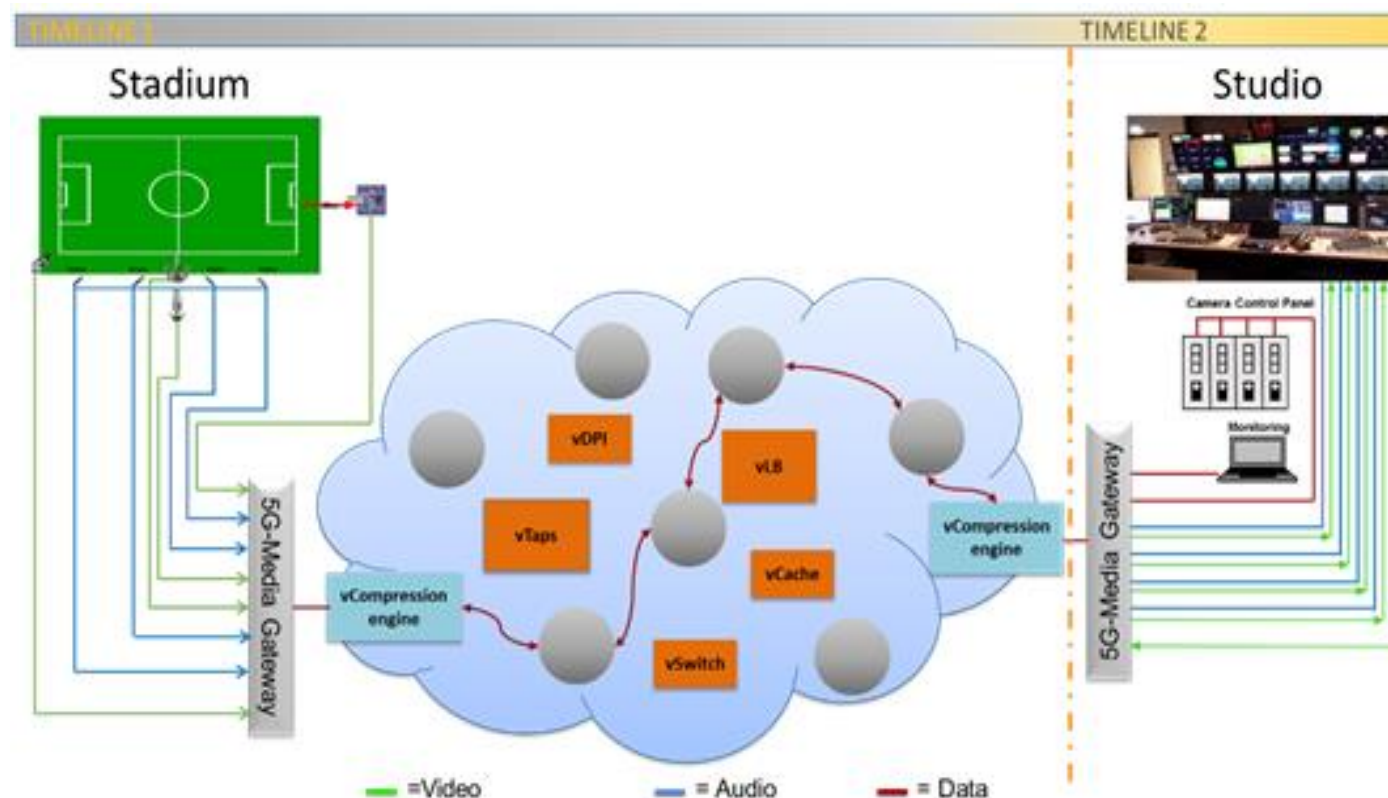 TIMELINE 1
TIMELINE 2
Stadium
Studio
Camera Control Panel
Monitoring
vDPI
vLB
vTaps
vCompression
engine
vCache
vCompression
engine
vSwitch
5G-Media Gateway
5G-Media Gateway
=Video
= Audio
= Data